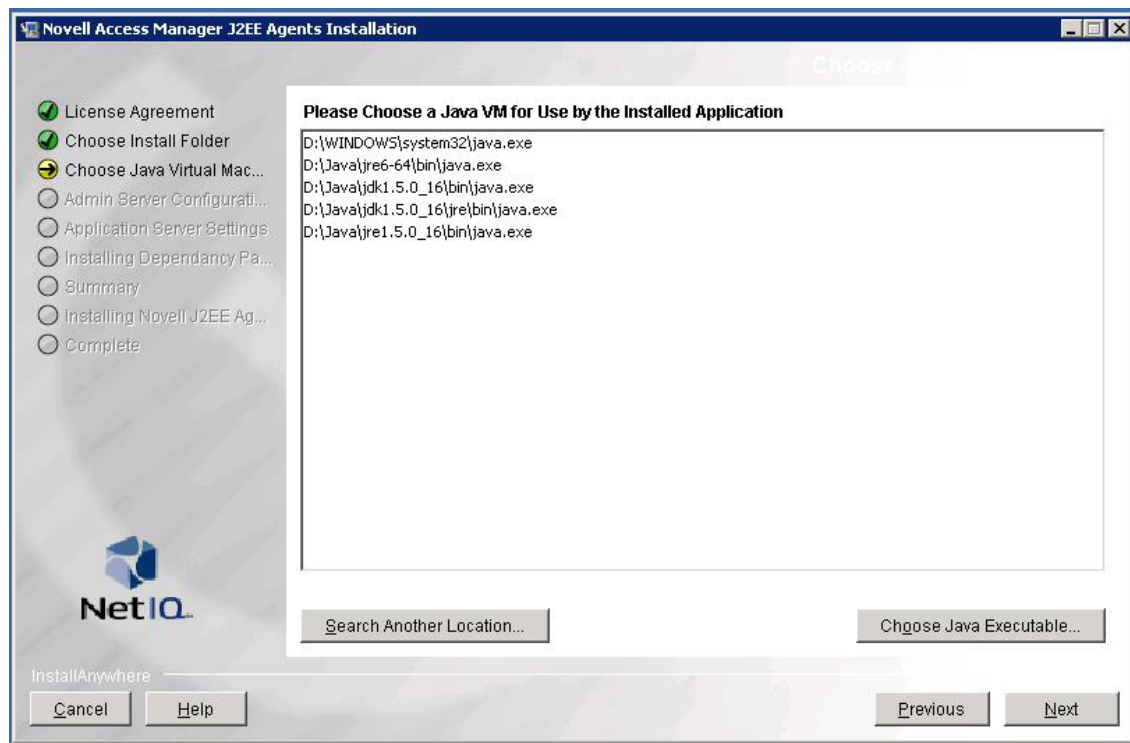 Novell Access Manager J2EE Agents Installation
Choose
License Agreement
Choose Install Folder
Choose Java Virtual Mac...
Admin Server Configurati...
Application Server Settings
Installing Dependancy Pa...
Summary
Installing Novell J2EE Ag...
Complete
Please Choose a Java VM for Use by the Installed Application
D:\WINDOWS\system32\java.exe
D:\Java\jre6-64\bin\java.exe
D:\Java\jdk1.5.0_16\bin\java.exe
D:\Java\jdk1.5.0_16\jre\bin\java.exe
D:\Java\jre1.5.0_16\bin\java.exe
NetIQ
Search Another Location...
Choose Java Executable...
InstallAnywhere
Cancel
Help
Previous
Next